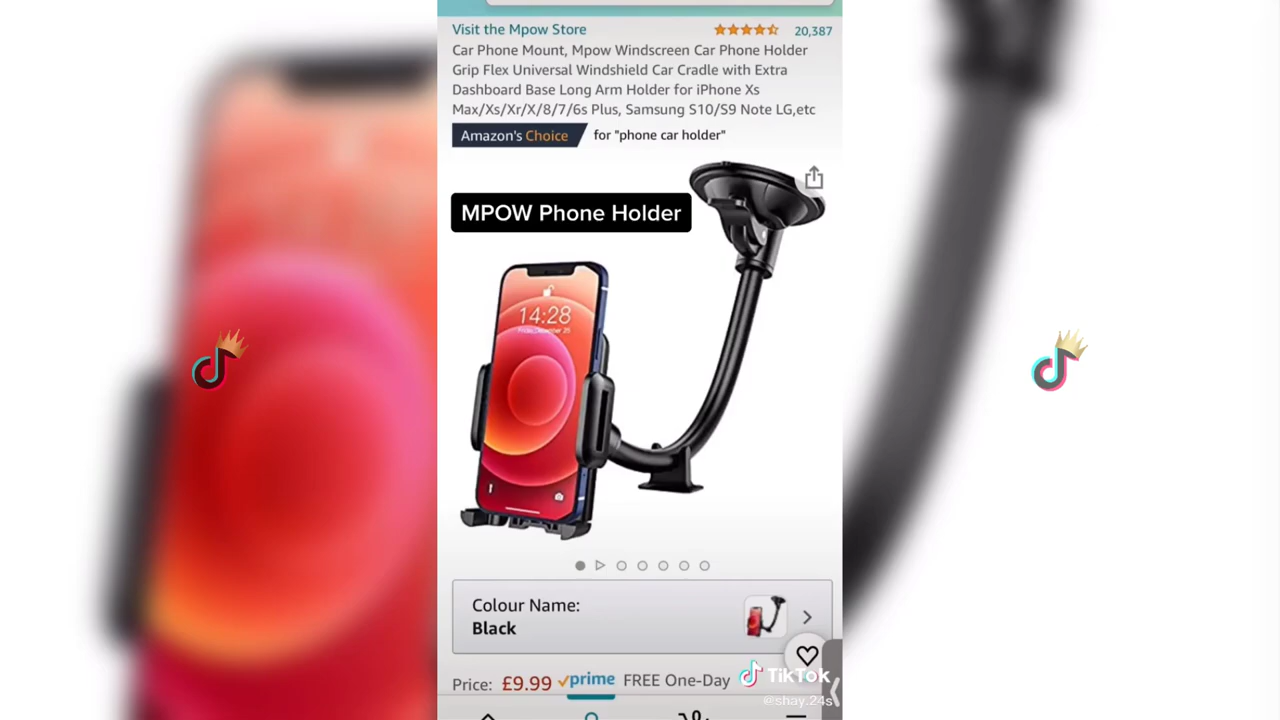 Visit the Mpow Store
20,387
Car Phone Mount, Mpow Windscreen Car Phone Holder
Grip Flex Universal Windshield Car Cradle with Extra
Dashboard Base Long Arm Holder for iPhone Xs
Max/Xs/Xr/X/8/7/6s Plus, Samsung S10/S9 Note LG,etc
Amazon's Choice for "phone car holder"
MPOW Phone Holder
14:28
Colour Name:
Black
Price: £9.99 prime FREE One-Day
TikTok
@shay.24s